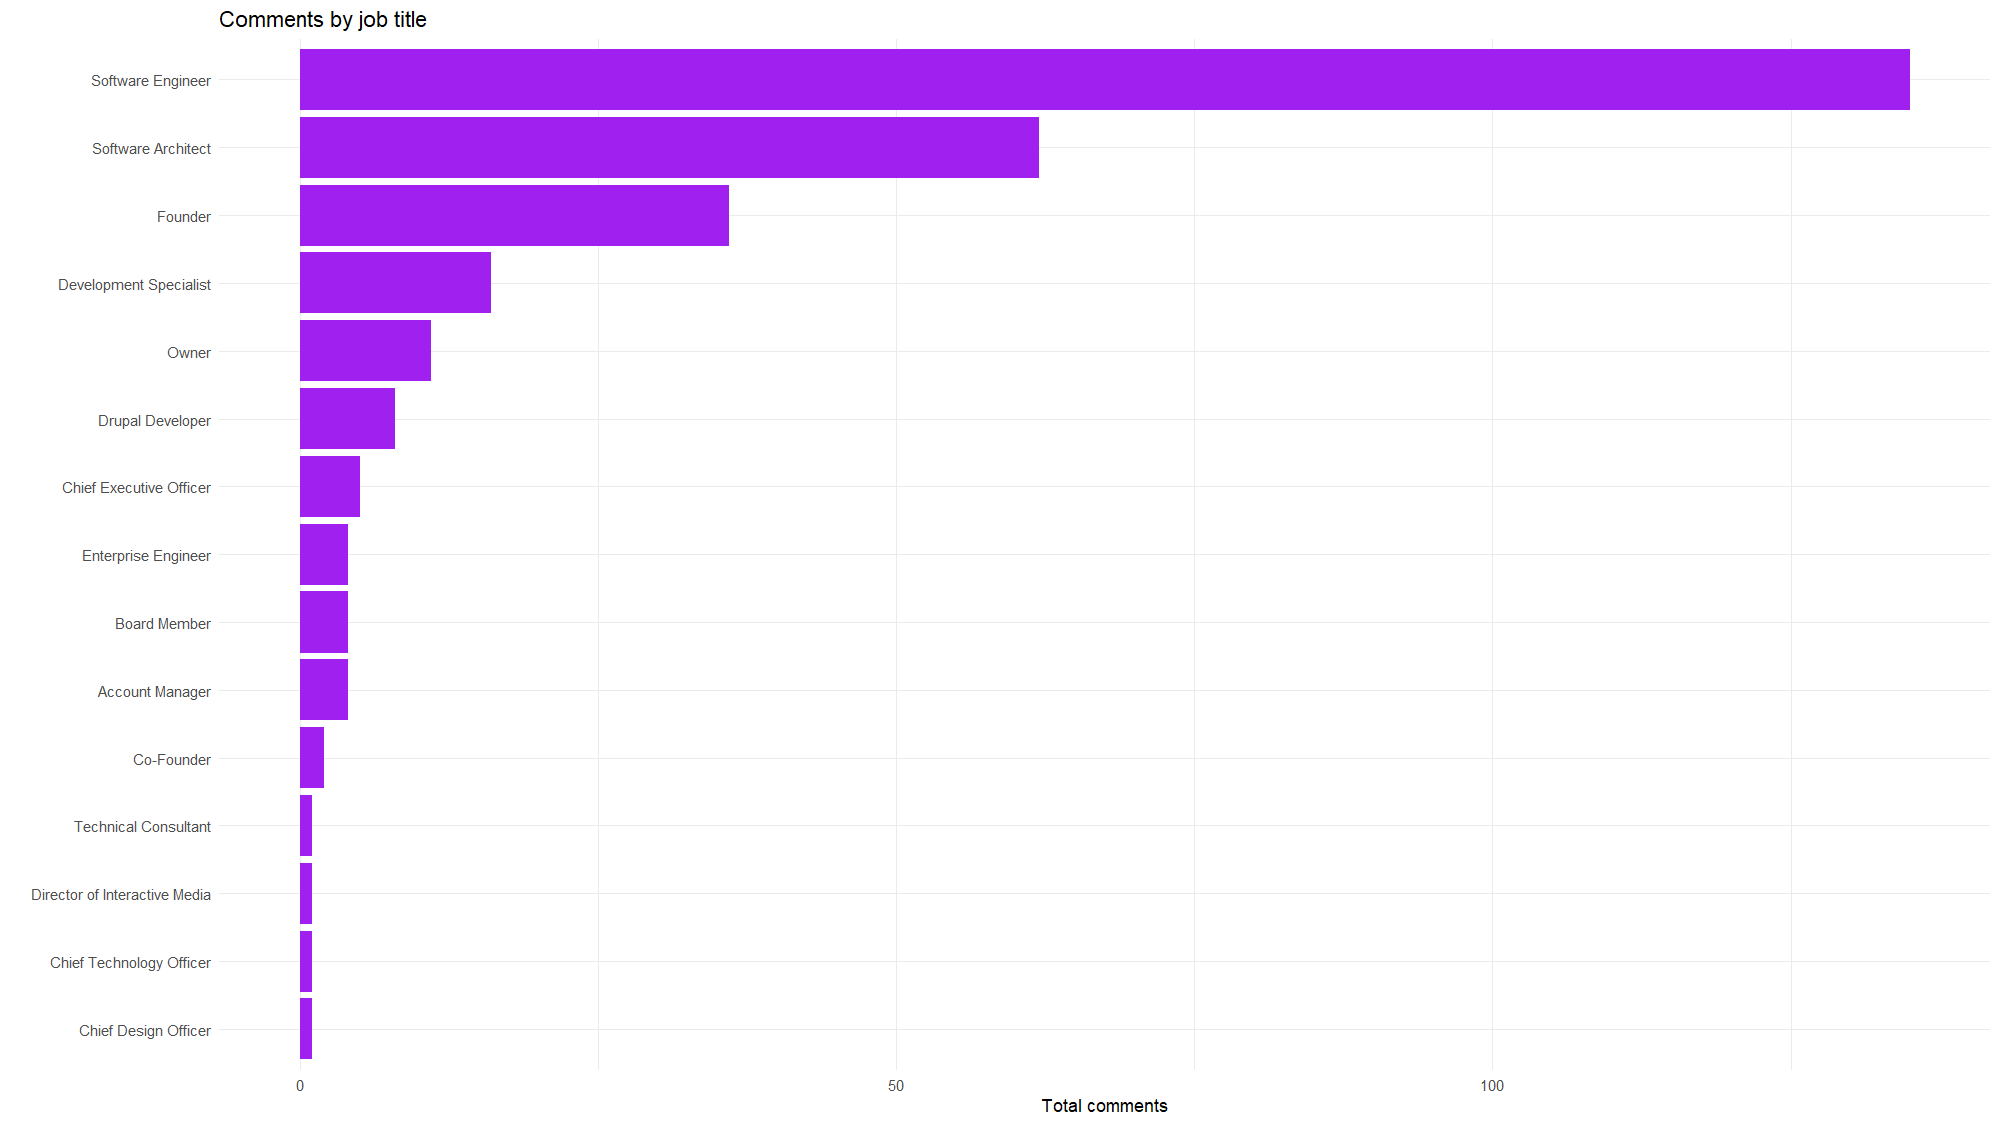 Comments by job title
Software Engineer
Software Architect
Founder
Development Specialist
Owner
Drupal Developer
Chief Executive Officer
Enterprise Engineer
Board Member
Account Manager
Co-Founder
Technical Consultant
Director of Interactive Media
Chief Technology Officer
Chief Design Officer
0 50 100
Total comments